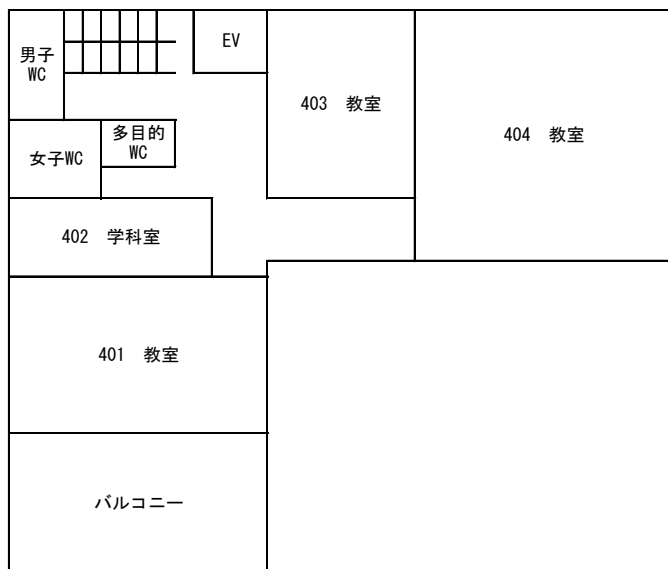 男子
WC
EV
403 教室
404 教室
女子WC
多目的
WC
402 学科室
401 教室
バルコニー